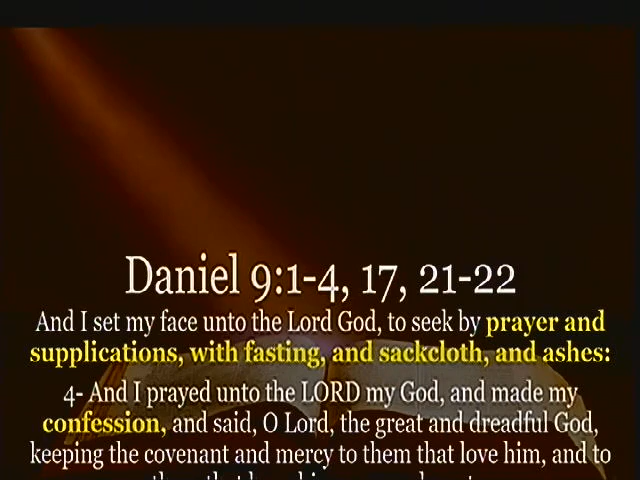 Daniel 9:1-4, 17, 21-22
And I set my face unto the Lord God, to seek by prayer and
supplications, with fasting, and sackcloth, and ashes:
4- And I prayed unto the LORD my God, and made my
confession, and said, O Lord, the great and dreadful God,
keeping the covenant and mercy to them that love him, and to